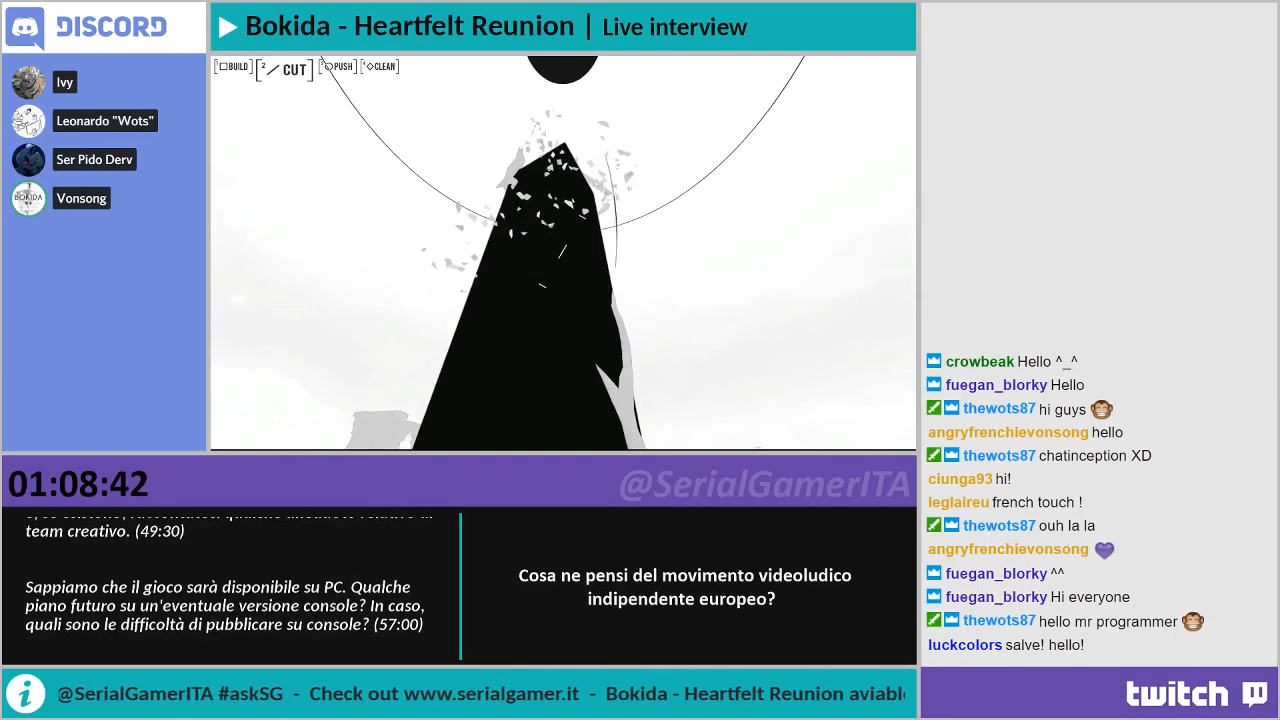 DISCORD
Ivy
Leonardo "Wots"
Ser Pido Derv
Vonsong
Bokida - Heartfelt Reunion | Live interview
[1 BUILD] [2 CUT] [3 PUSH] [4 CLEAN]
crowbeak Hello ^_^
fuegan_blorky Hello
thewots87 hi guys
angryfrenchievonsong hello
thewots87 chatinception XD
ciunga93 hi!
leglaireu french touch !
thewots87 ouh la la
angryfrenchievonsong
fuegan_blorky ^^
fuegan_blorky Hi everyone
thewots87 hello mr programmer
luckcolors salve! hello!
01:08:42
@SerialGamerITA
team creativo. (49:30)
Sappiamo che il gioco sarà disponibile su PC. Qualche
piano futuro su un'eventuale versione console? In caso,
quali sono le difficoltà di pubblicare su console? (57:00)
Cosa ne pensi del movimento videoludico
indipendente europeo?
@SerialGamerITA #askSG - Check out www.serialgamer.it - Bokida - Heartfelt Reunion aviabl
twitch